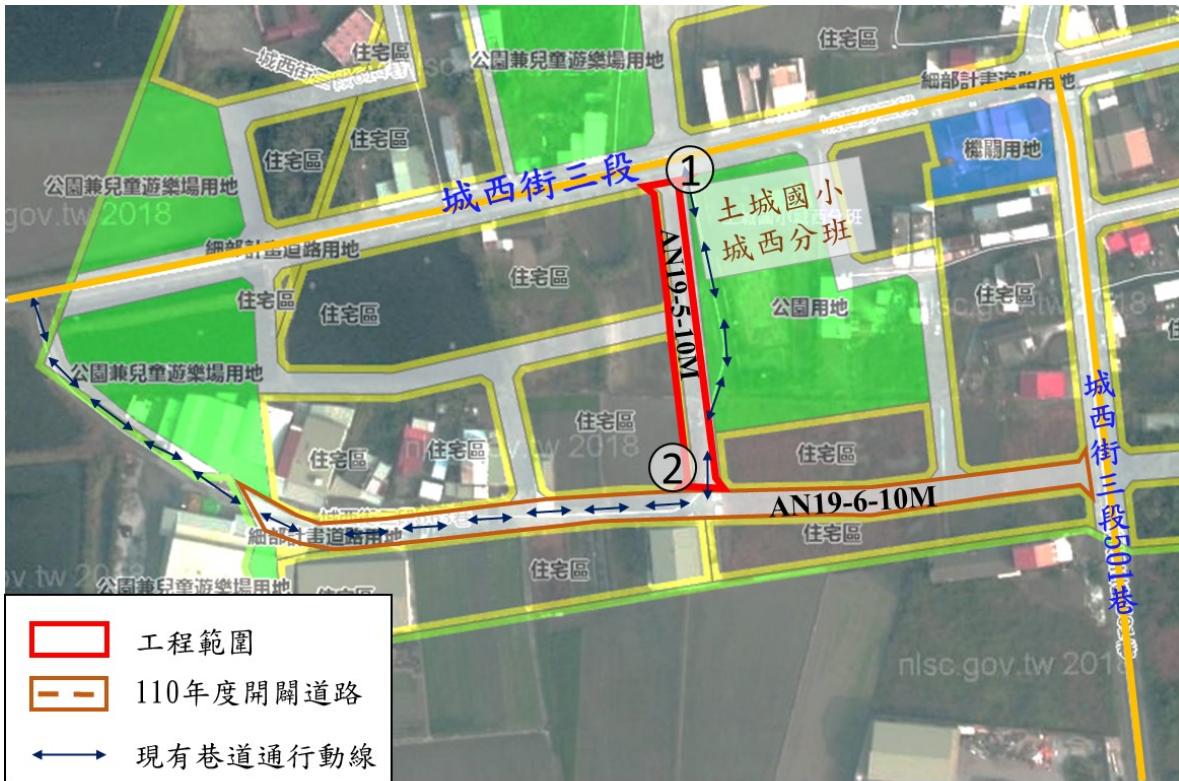 住宅區
公園兼兒童遊樂場用地
住宅區
住宅區
細部計畫道路用地
住宅區
住宅區
機關用地
公園兼兒童遊樂場用地
城西街三段
①
土城國小
城西分班
gov.tw 2018
細部計畫道路用地
住宅區
AN19-5-10M
住宅區
住宅區
住宅區
公園用地
公園兼兒童遊樂場用地
住宅區
住宅區
住宅區
住宅區
nlsc.gov.tw 2018
②
AN19-6-10M
城西街三段501巷
細部計畫道路用地
住宅區
住宅區
公園兼兒童遊樂場用地
住宅區
nlsc.gov.tw 2018
工程範圍
110年度開闢道路
現有巷道通行動線